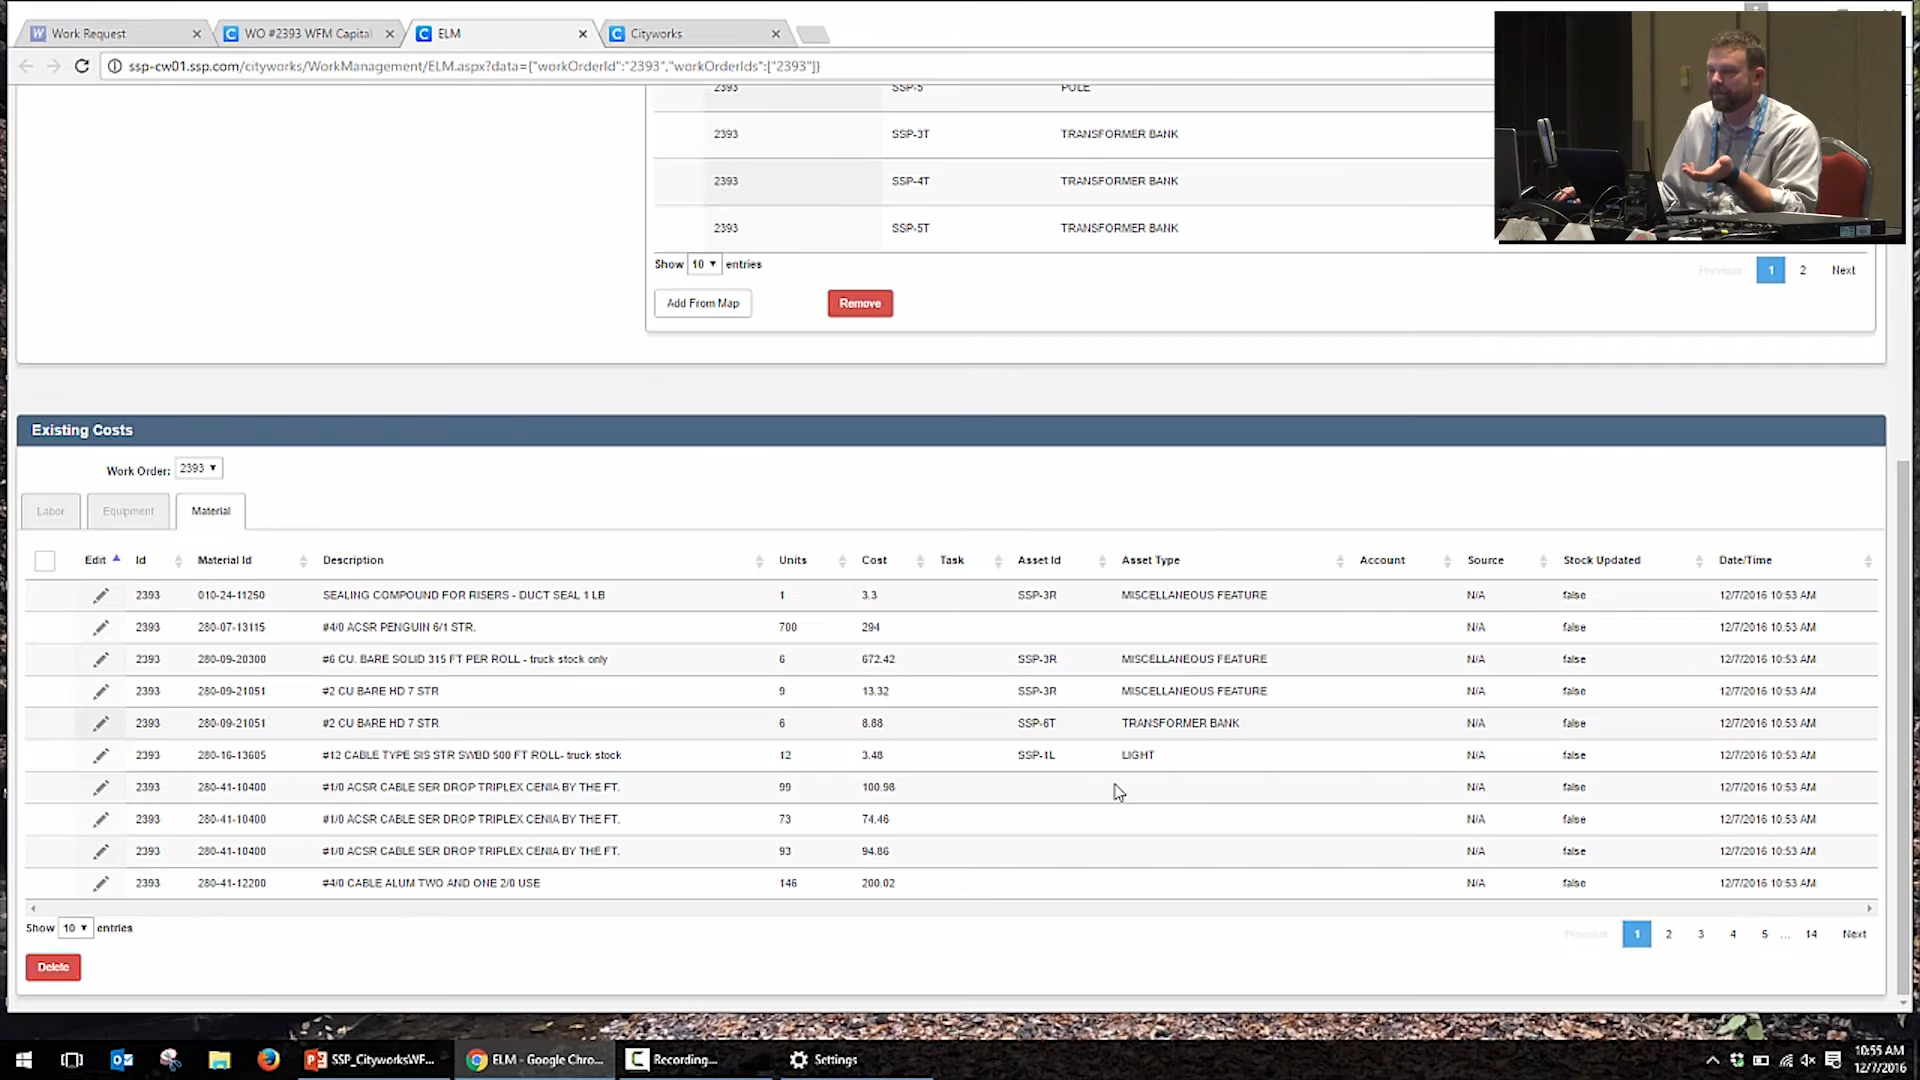 Work Request
WO #2393 WFM Capital
ELM
Cityworks
ssp-cw01.ssp.com/cityworks/WorkManagement/ELM.aspx?data={"workOrderId":"2393","workOrderIds":["2393"]}
2393 SSP-5 POLE
2393 SSP-3T TRANSFORMER BANK
2393 SSP-4T TRANSFORMER BANK
2393 SSP-5T TRANSFORMER BANK
Show 10 entries
Previous 1 2 Next
Add From Map
Remove
Existing Costs
Work Order: 2393
Labor Equipment Material
Edit Id Material Id Description Units Cost Task Asset Id Asset Type Account Source Stock Updated Date/Time
2393 010-24-11250 SEALING COMPOUND FOR RISERS - DUCT SEAL 1 LB 1 3.3 SSP-3R MISCELLANEOUS FEATURE N/A false 12/7/2016 10:53 AM
2393 280-07-13115 #4/0 ACSR PENGUIN 6/1 STR. 700 294 N/A false 12/7/2016 10:53 AM
2393 280-09-20300 #6 CU. BARE SOLID 315 FT PER ROLL - truck stock only 6 672.42 SSP-3R MISCELLANEOUS FEATURE N/A false 12/7/2016 10:53 AM
2393 280-09-21051 #2 CU BARE HD 7 STR 9 13.32 SSP-3R MISCELLANEOUS FEATURE N/A false 12/7/2016 10:53 AM
2393 280-09-21051 #2 CU BARE HD 7 STR 6 8.88 SSP-6T TRANSFORMER BANK N/A false 12/7/2016 10:53 AM
2393 280-16-13605 #12 CABLE TYPE SIS STR SWBD 500 FT ROLL- truck stock 12 3.48 SSP-1L LIGHT N/A false 12/7/2016 10:53 AM
2393 280-41-10400 #1/0 ACSR CABLE SER DROP TRIPLEX CENIA BY THE FT. 99 100.98 N/A false 12/7/2016 10:53 AM
2393 280-41-10400 #1/0 ACSR CABLE SER DROP TRIPLEX CENIA BY THE FT. 73 74.46 N/A false 12/7/2016 10:53 AM
2393 280-41-10400 #1/0 ACSR CABLE SER DROP TRIPLEX CENIA BY THE FT. 93 94.86 N/A false 12/7/2016 10:53 AM
2393 280-41-12200 #4/0 CABLE ALUM TWO AND ONE 2/0 USE 146 200.02 N/A false 12/7/2016 10:53 AM
Show 10 entries
Previous 1 2 3 4 5 ... 14 Next
Delete
SSP_CityworksWF...
ELM - Google Chro...
Recording...
Settings
10:55 AM
12/7/2016